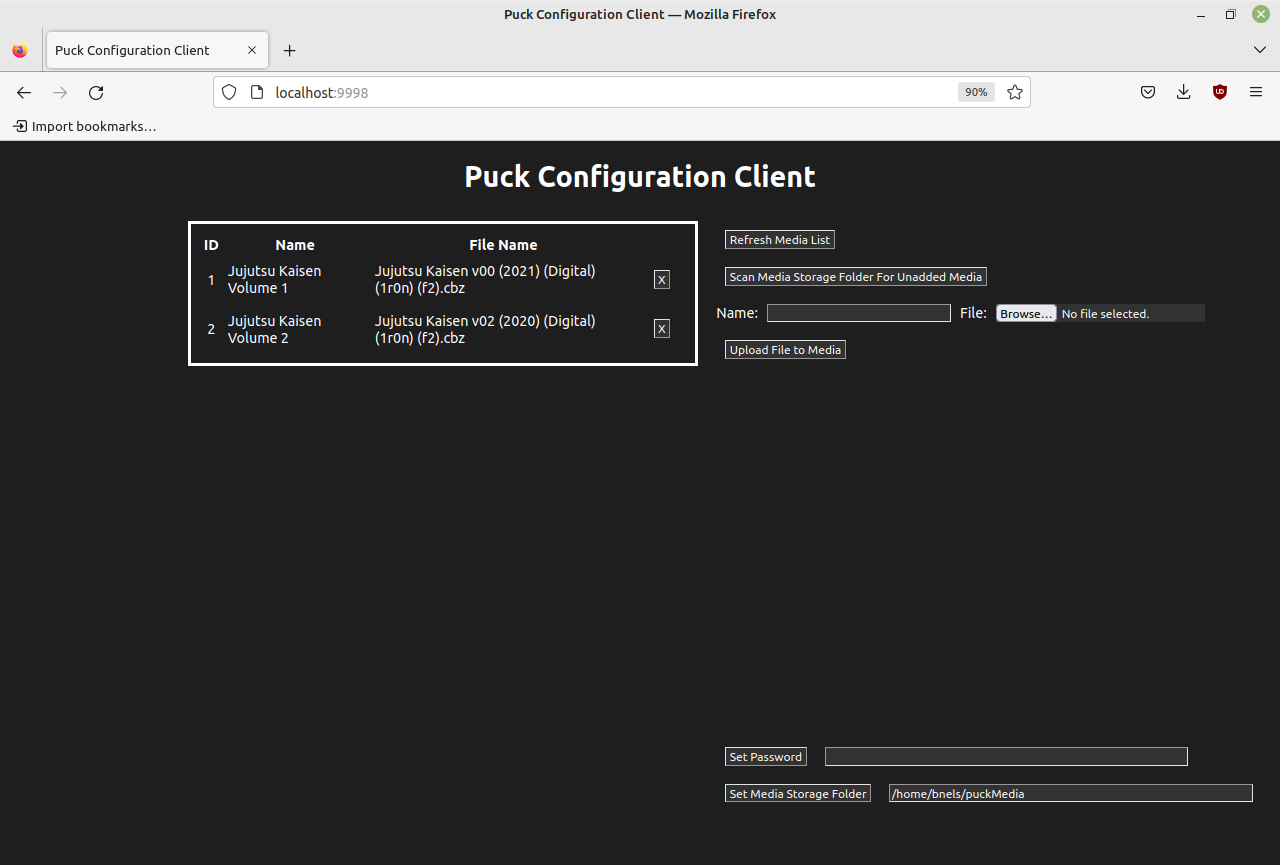 Puck Configuration Client — Mozilla Firefox
Puck Configuration Client
localhost:9998
90%
Import bookmarks…
Puck Configuration Client
ID Name File Name
1 Jujutsu Kaisen Volume 1 Jujutsu Kaisen v00 (2021) (Digital) (1r0n) (f2).cbz X
2 Jujutsu Kaisen Volume 2 Jujutsu Kaisen v02 (2020) (Digital) (1r0n) (f2).cbz X
Refresh Media List
Scan Media Storage Folder For Unadded Media
Name: File: Browse… No file selected.
Upload File to Media
Set Password
Set Media Storage Folder /home/bnels/puckMedia